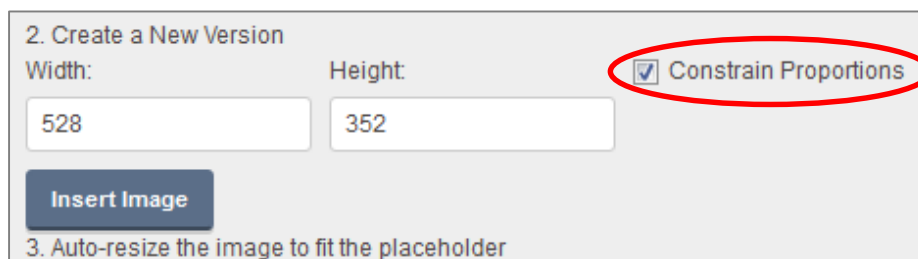 2. Create a New Version
Width: Height: Constrain Proportions
528 352
Insert Image
3. Auto-resize the image to fit the placeholder